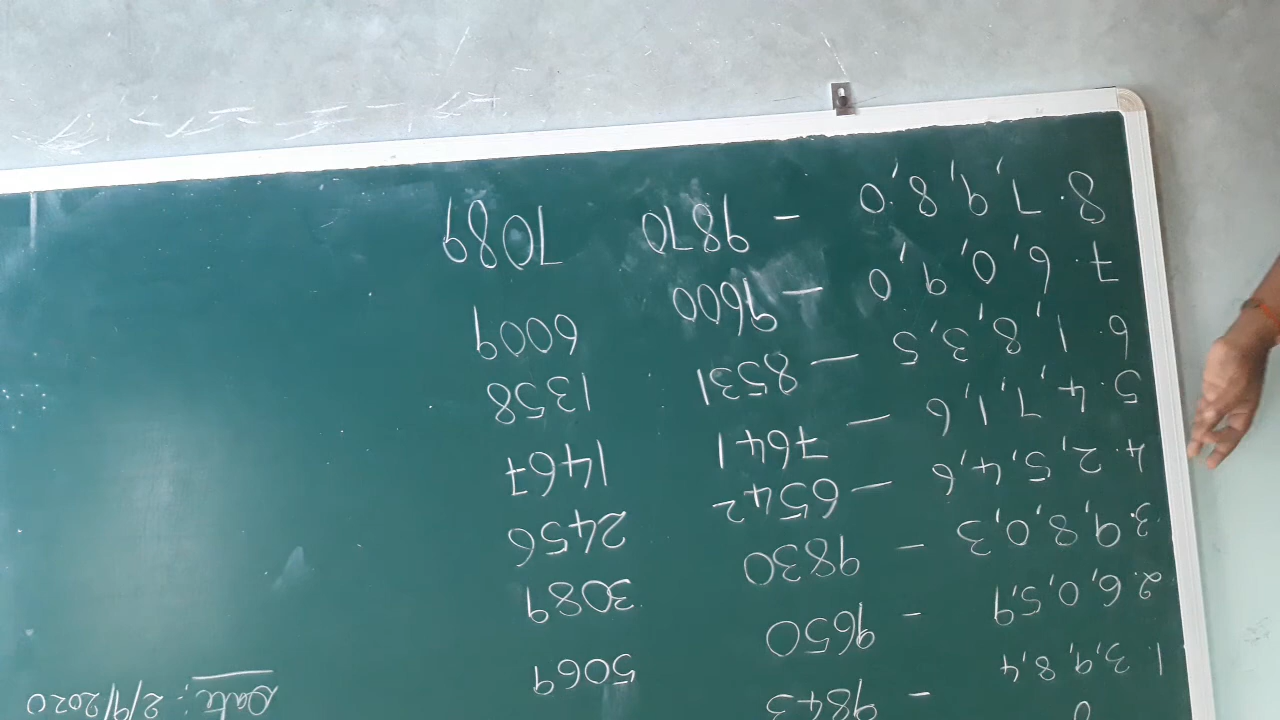 Date: 2/9/2020
1. 3,9,8,4 - 9843
2. 6,0,5,9 - 9650 5069
3. 9,8,0,3 - 9830 3089
4. 2,5,4,6 - 6542 2456
5. 4,7,1,6 - 7641 1467
6. 1,8,3,5 - 8531 1358
7. 6,0,9,0 - 9600 6009
8. 7,9,8,0 - 9870 7089